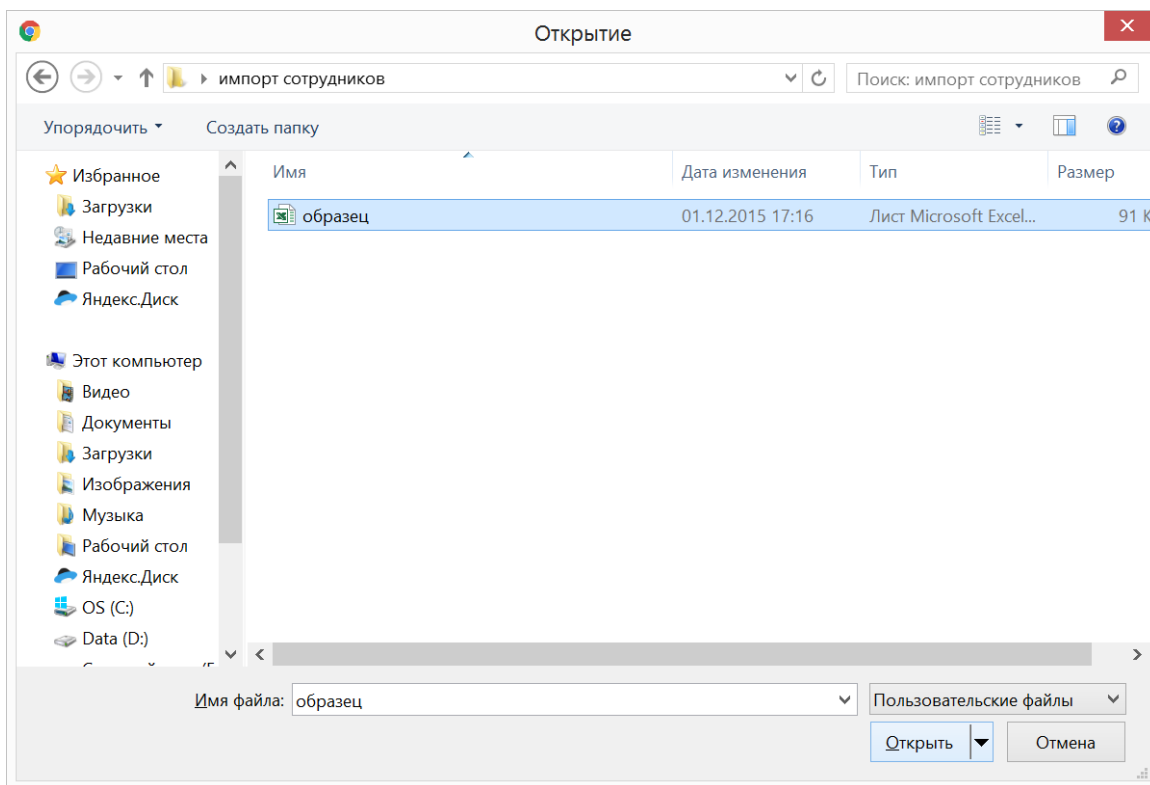 Открытие
импорт сотрудников
Поиск: импорт сотрудников
Упорядочить
Создать папку
Имя
Дата изменения
Тип
Размер
образец
01.12.2015 17:16
Лист Microsoft Excel...
91 К
Избранное
Загрузки
Недавние места
Рабочий стол
Яндекс.Диск
Этот компьютер
Видео
Документы
Загрузки
Изображения
Музыка
Рабочий стол
Яндекс.Диск
OS (C:)
Data (D:)
Имя файла:
образец
Пользовательские файлы
Открыть
Отмена